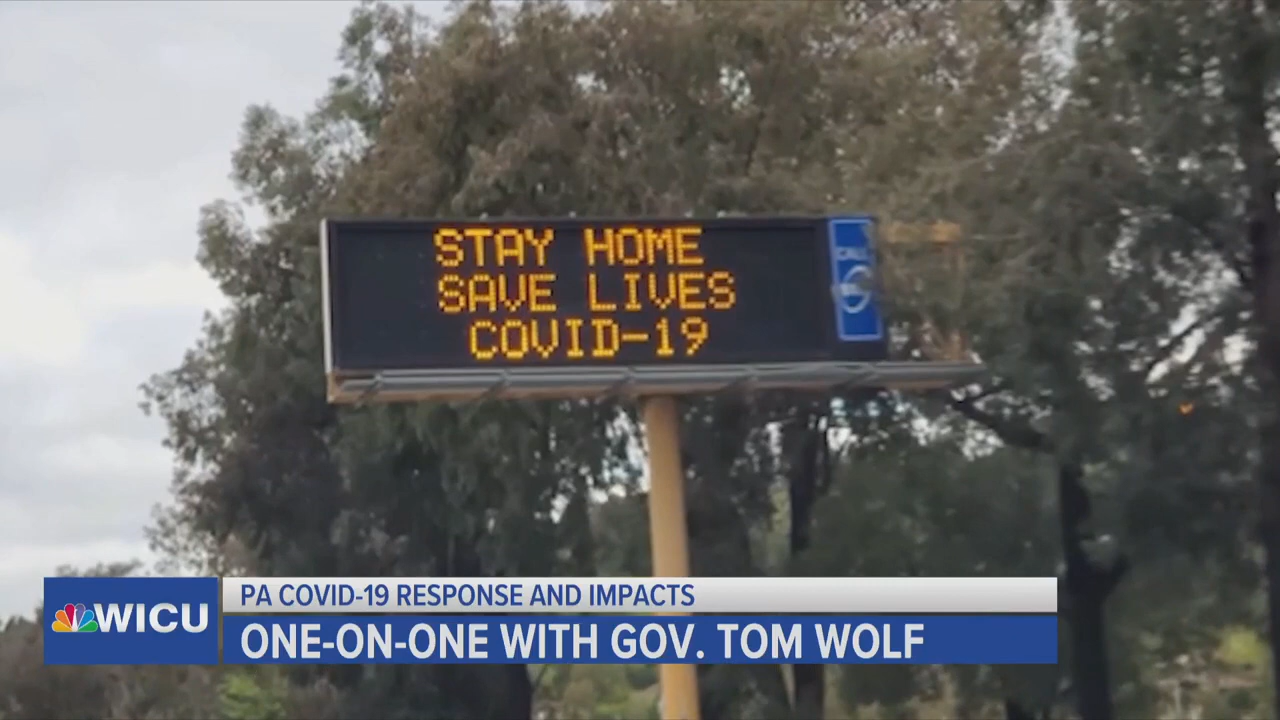 STAY HOME
SAVE LIVES
COVID-19
CALL
WICU
PA COVID-19 RESPONSE AND IMPACTS
ONE-ON-ONE WITH GOV. TOM WOLF